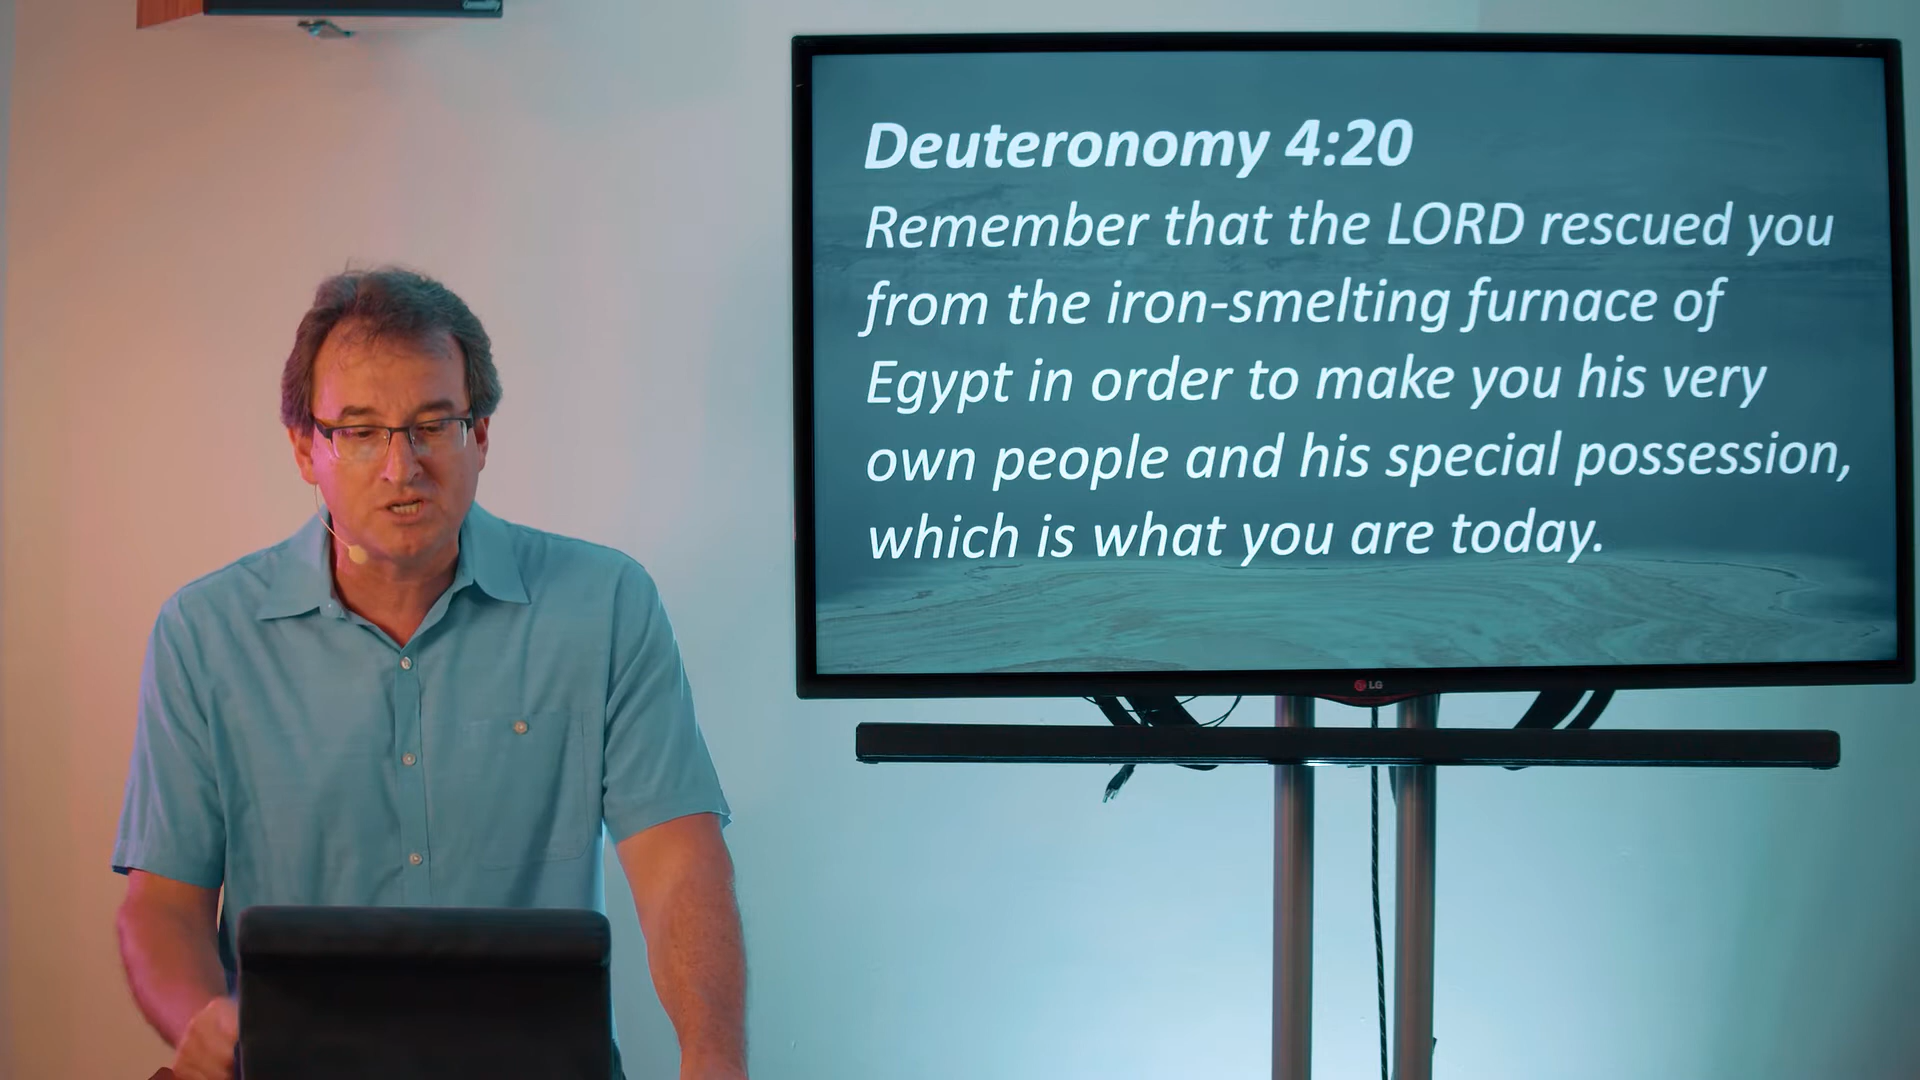 Deuteronomy 4:20
Remember that the LORD rescued you
from the iron-smelting furnace of
Egypt in order to make you his very
own people and his special possession,
which is what you are today.
LG